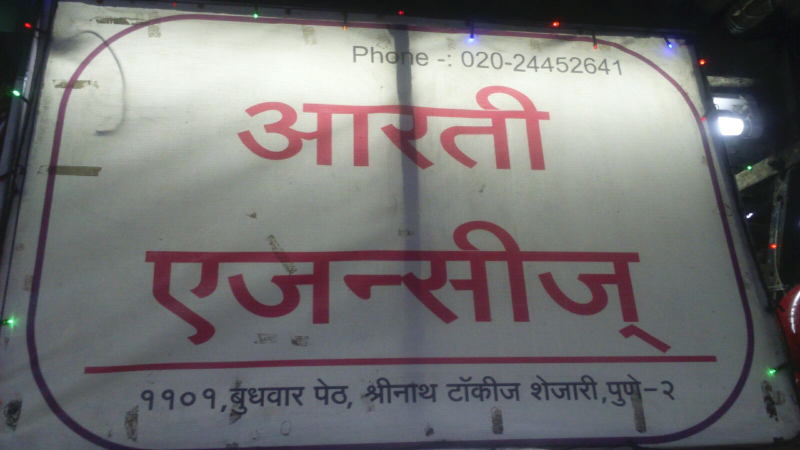 Phone -: 020-24452641
आरती
एजन्सीज्
११०१,बुधवार पेठ, श्रीनाथ टॉकीज शेजारी,पुणे-२